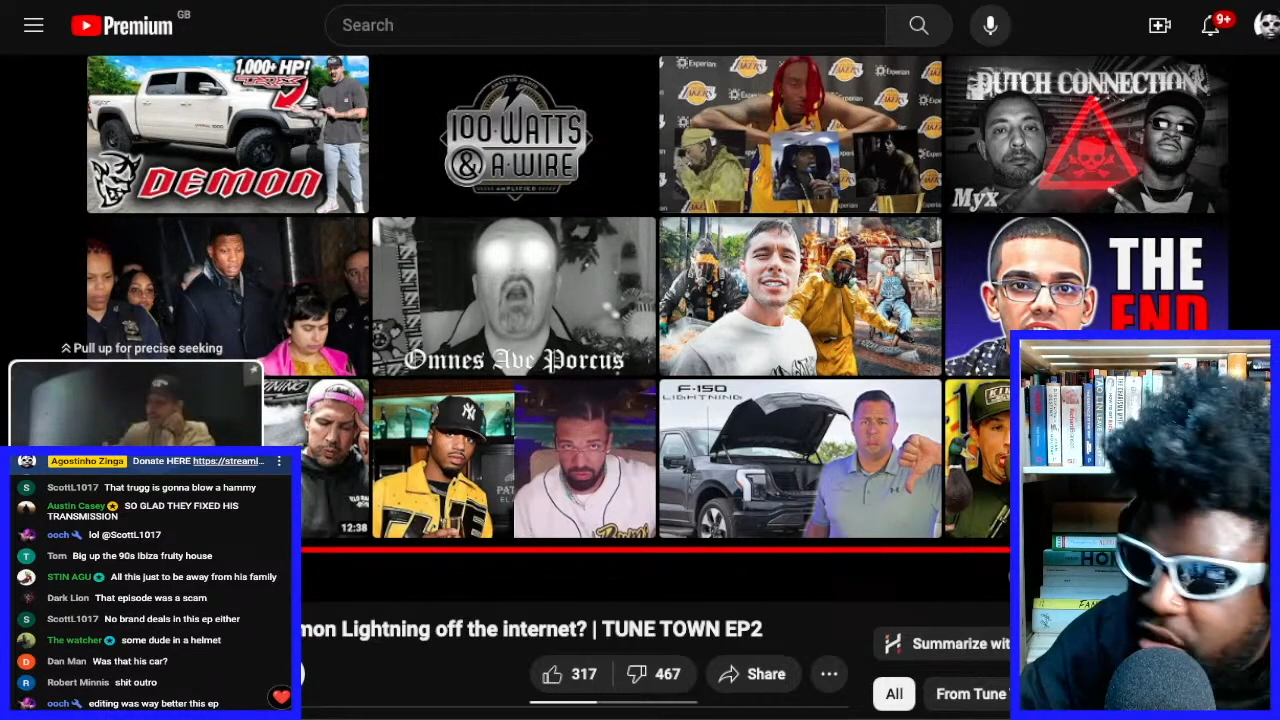 Premium
GB
Search
9+
1,000+ HP!
TRX
DEMON
100·WATTS
& A·WIRE
Experian
LAKERS
DUTCH CONNECTION
Myx
Omnes Ave Porcus
THE
END
Pull up for precise seeking
F-150
LIGHTNING
12:38
Agostinho Zinga Donate HERE https://streaml...
ScottL1017 That trugg is gonna blow a hammy
Austin Casey SO GLAD THEY FIXED HIS
TRANSMISSION
ooch lol @ScottL1017
Tom Big up the 90s Ibiza fruity house
STIN AGU All this just to be away from his family
Dark Lion That episode was a scam
ScottL1017 No brand deals in this ep either
The watcher some dude in a helmet
Dan Man Was that his car?
Robert Minnis shit outro
ooch editing was way better this ep
mon Lightning off the internet? | TUNE TOWN EP2
317
467
Share
Summarize wit
All
From Tune